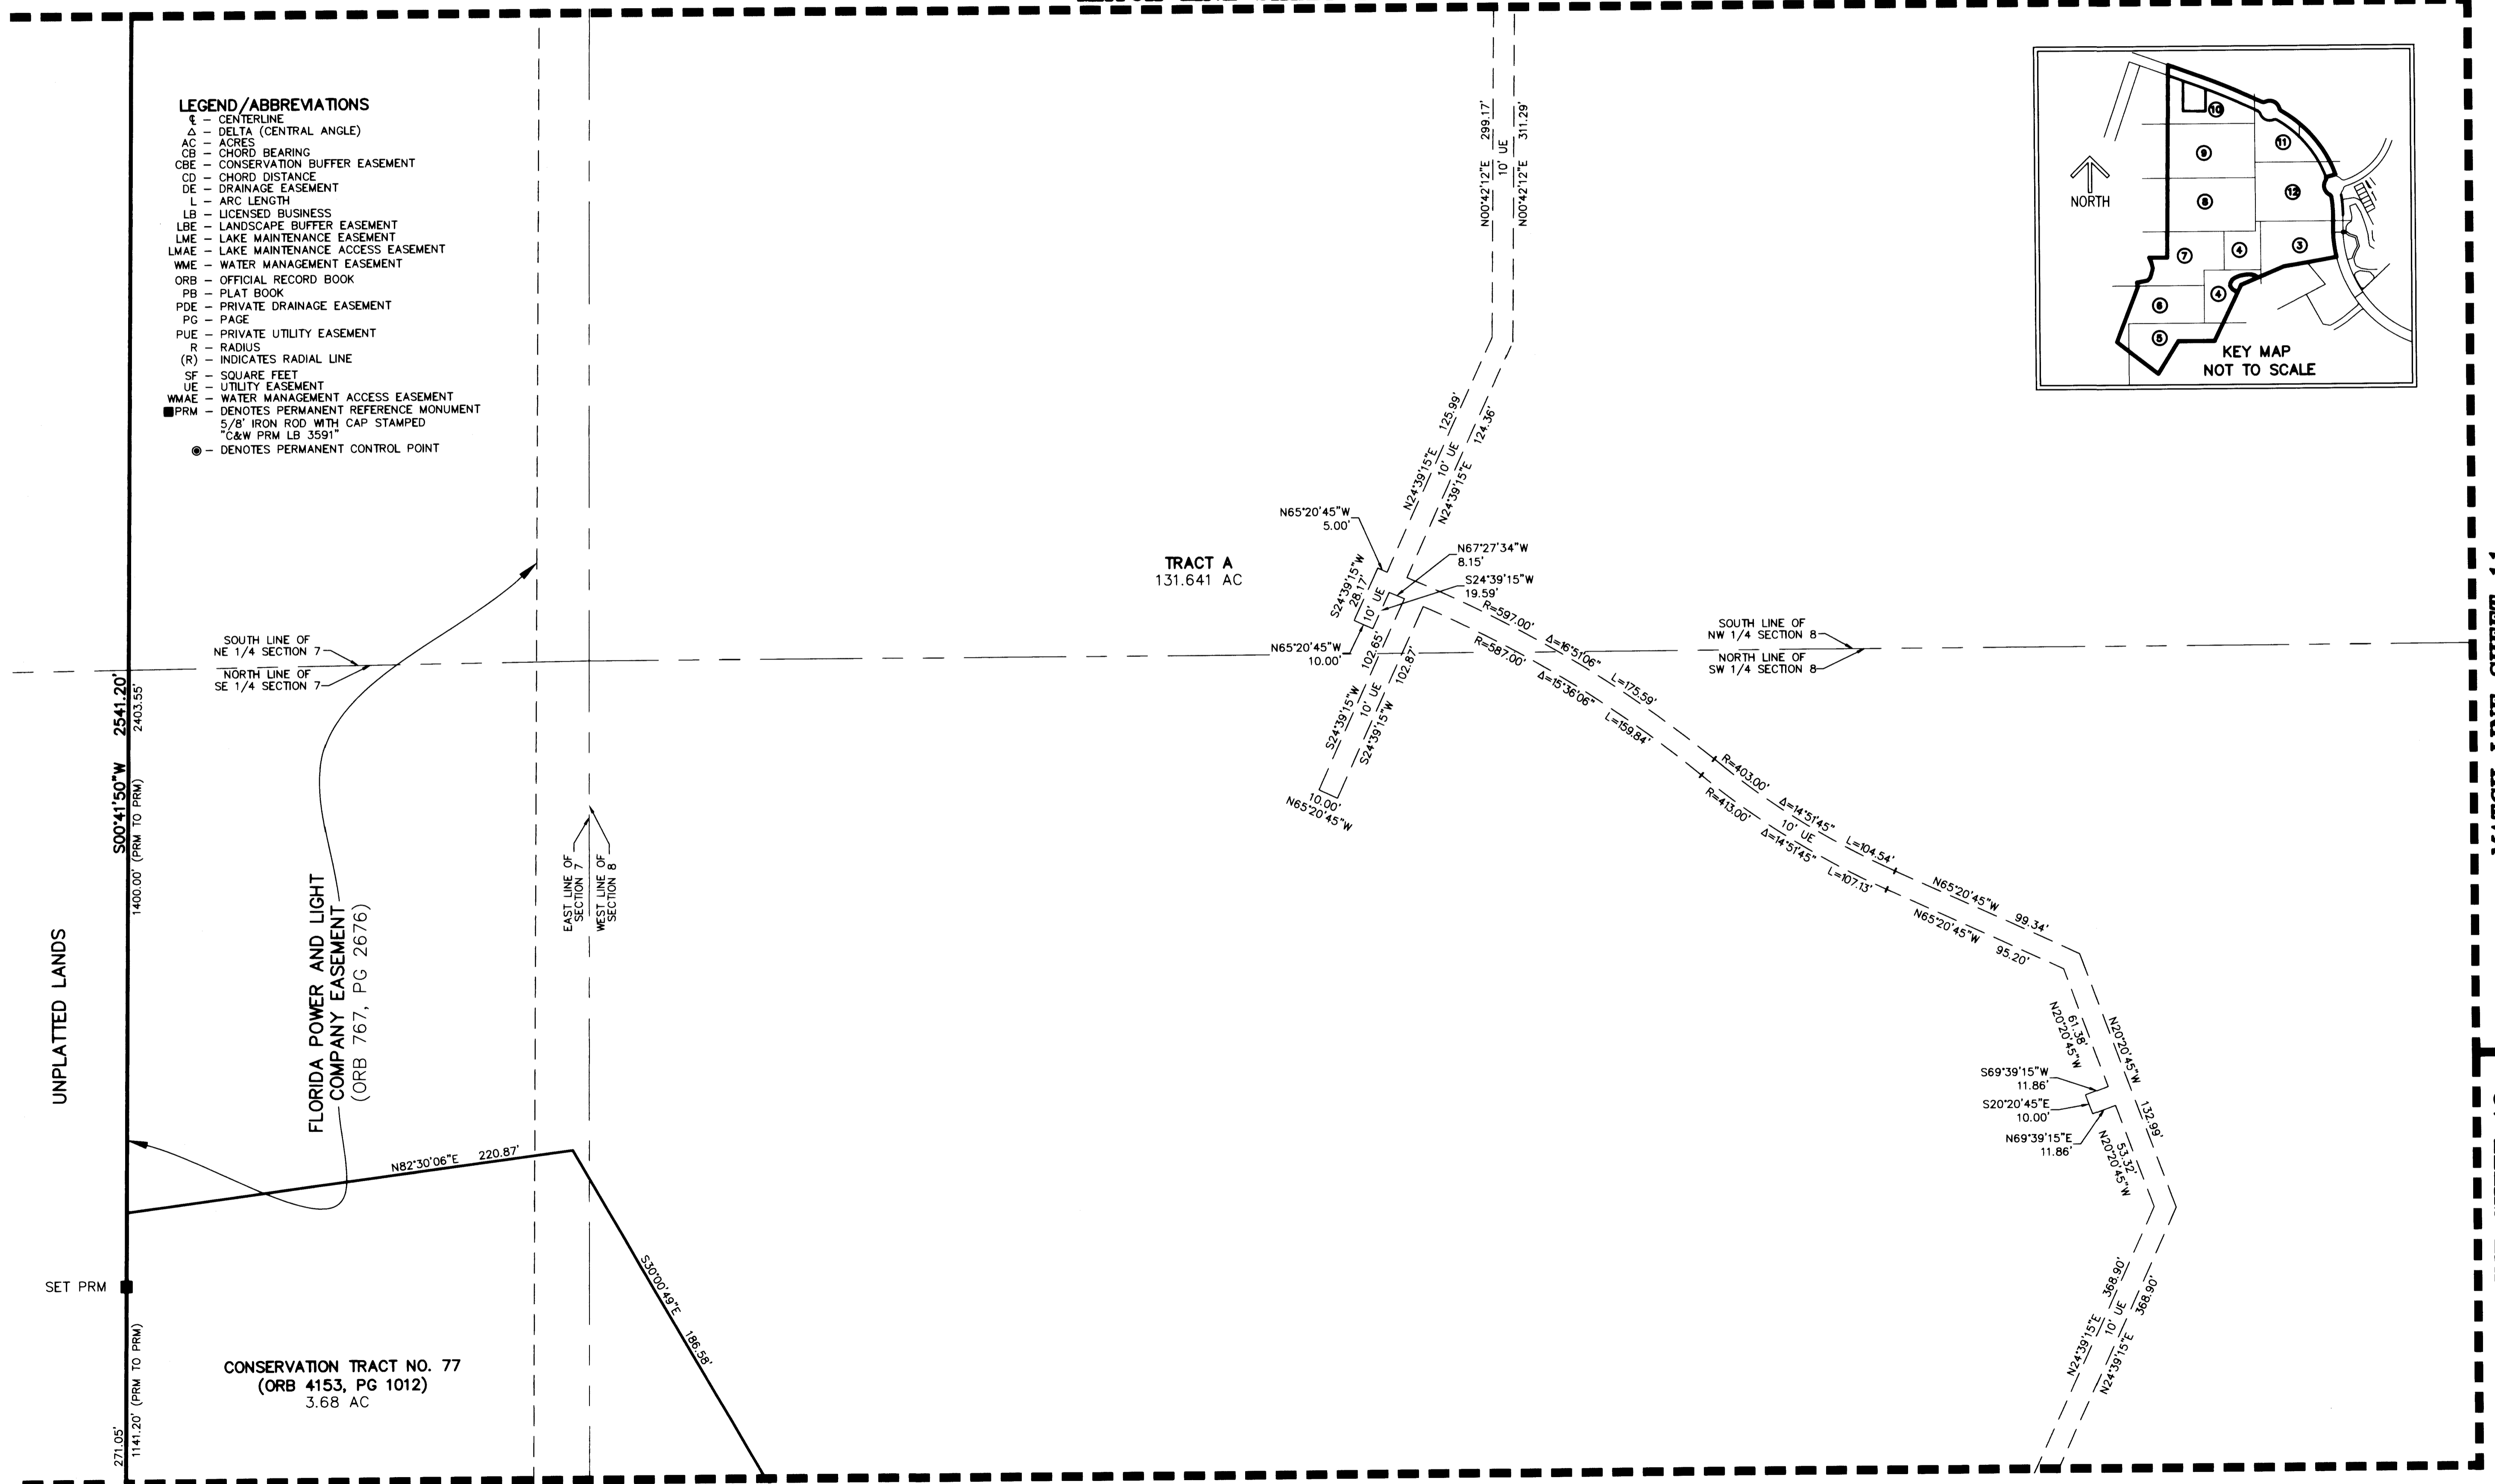 LEGEND/ABBREVIATIONS
℄ – CENTERLINE
Δ – DELTA (CENTRAL ANGLE)
AC – ACRES
CB – CHORD BEARING
CBE – CONSERVATION BUFFER EASEMENT
CD – CHORD DISTANCE
DE – DRAINAGE EASEMENT
L – ARC LENGTH
LB – LICENSED BUSINESS
LBE – LANDSCAPE BUFFER EASEMENT
LME – LAKE MAINTENANCE EASEMENT
LMAE – LAKE MAINTENANCE ACCESS EASEMENT
WME – WATER MANAGEMENT EASEMENT
ORB – OFFICIAL RECORD BOOK
PB – PLAT BOOK
PDE – PRIVATE DRAINAGE EASEMENT
PG – PAGE
PUE – PRIVATE UTILITY EASEMENT
R – RADIUS
(R) – INDICATES RADIAL LINE
SF – SQUARE FEET
UE – UTILITY EASEMENT
WMAE – WATER MANAGEMENT ACCESS EASEMENT
PRM – DENOTES PERMANENT REFERENCE MONUMENT
5/8' IRON ROD WITH CAP STAMPED
"C&W PRM LB 3591"
– DENOTES PERMANENT CONTROL POINT
N00°42'12"E 299.17'
10' UE
N00°42'12"E 311.29'
NORTH
10
11
9
12
8
7
4
3
6
4
5
KEY MAP
NOT TO SCALE
N24°39'15"E 125.99'
10' UE
N24°39'15"E 124.36'
N65°20'45"W
5.00'
S24°39'15"W
28.17'
10' UE
N67°27'34"W
8.15'
S24°39'15"W
19.59'
TRACT A
131.641 AC
N65°20'45"W
10.00'
S24°39'15"W 102.65'
10' UE
S24°39'15"W 102.87'
10.00'
N65°20'45"W
R=597.00' Δ=16°51'06" L=175.59'
R=587.00' Δ=15°36'06" L=159.84'
R=403.00' Δ=14°51'45" L=104.54'
10' UE
R=413.00' Δ=14°51'45" L=107.13'
N65°20'45"W 99.34'
N65°20'45"W 95.20'
SOUTH LINE OF
NW 1/4 SECTION 8
NORTH LINE OF
SW 1/4 SECTION 8
SOUTH LINE OF
NE 1/4 SECTION 7
NORTH LINE OF
SE 1/4 SECTION 7
S00°41'50"W 2541.20'
2403.55'
1400.00' (PRM TO PRM)
EAST LINE OF
SECTION 7
WEST LINE OF
SECTION 8
UNPLATTED LANDS
FLORIDA POWER AND LIGHT
COMPANY EASEMENT
(ORB 767, PG 2676)
61.38'
N20°20'45"W
N20°20'45"W 132.99'
S69°39'15"W
11.86'
S20°20'45"E
10.00'
N69°39'15"E
11.86'
53.32'
N20°20'45"W
N82°30'06"E 220.87'
S30°00'49"E 186.58'
SET PRM
CONSERVATION TRACT NO. 77
(ORB 4153, PG 1012)
3.68 AC
271.05'
1141.20' (PRM TO PRM)
N24°39'15"E 368.90'
10' UE
N24°39'15"E 368.90'